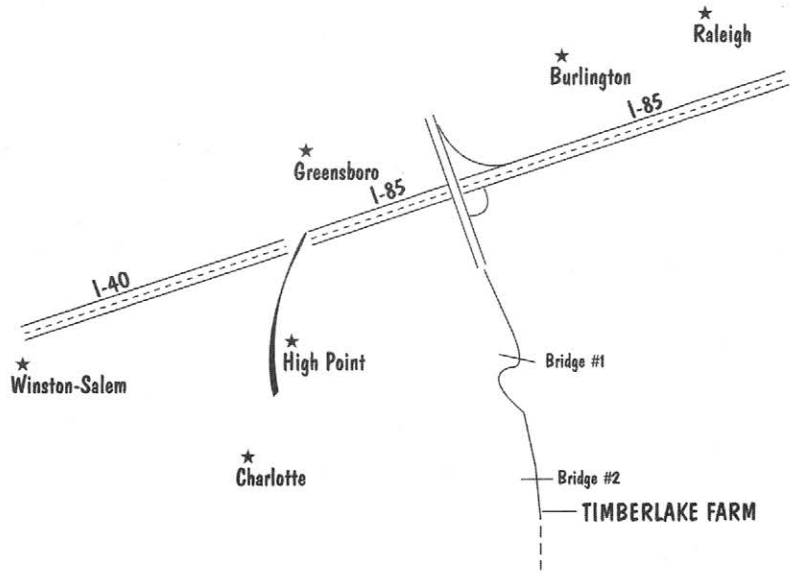 Raleigh
Burlington
I-85
Greensboro
I-85
I-40
High Point
Bridge #1
Winston-Salem
Charlotte
Bridge #2
TIMBERLAKE FARM